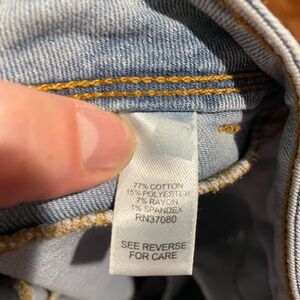 77% COTTON
15% POLYESTER
7% RAYON
1% SPANDEX
RN37080
SEE REVERSE
FOR CARE